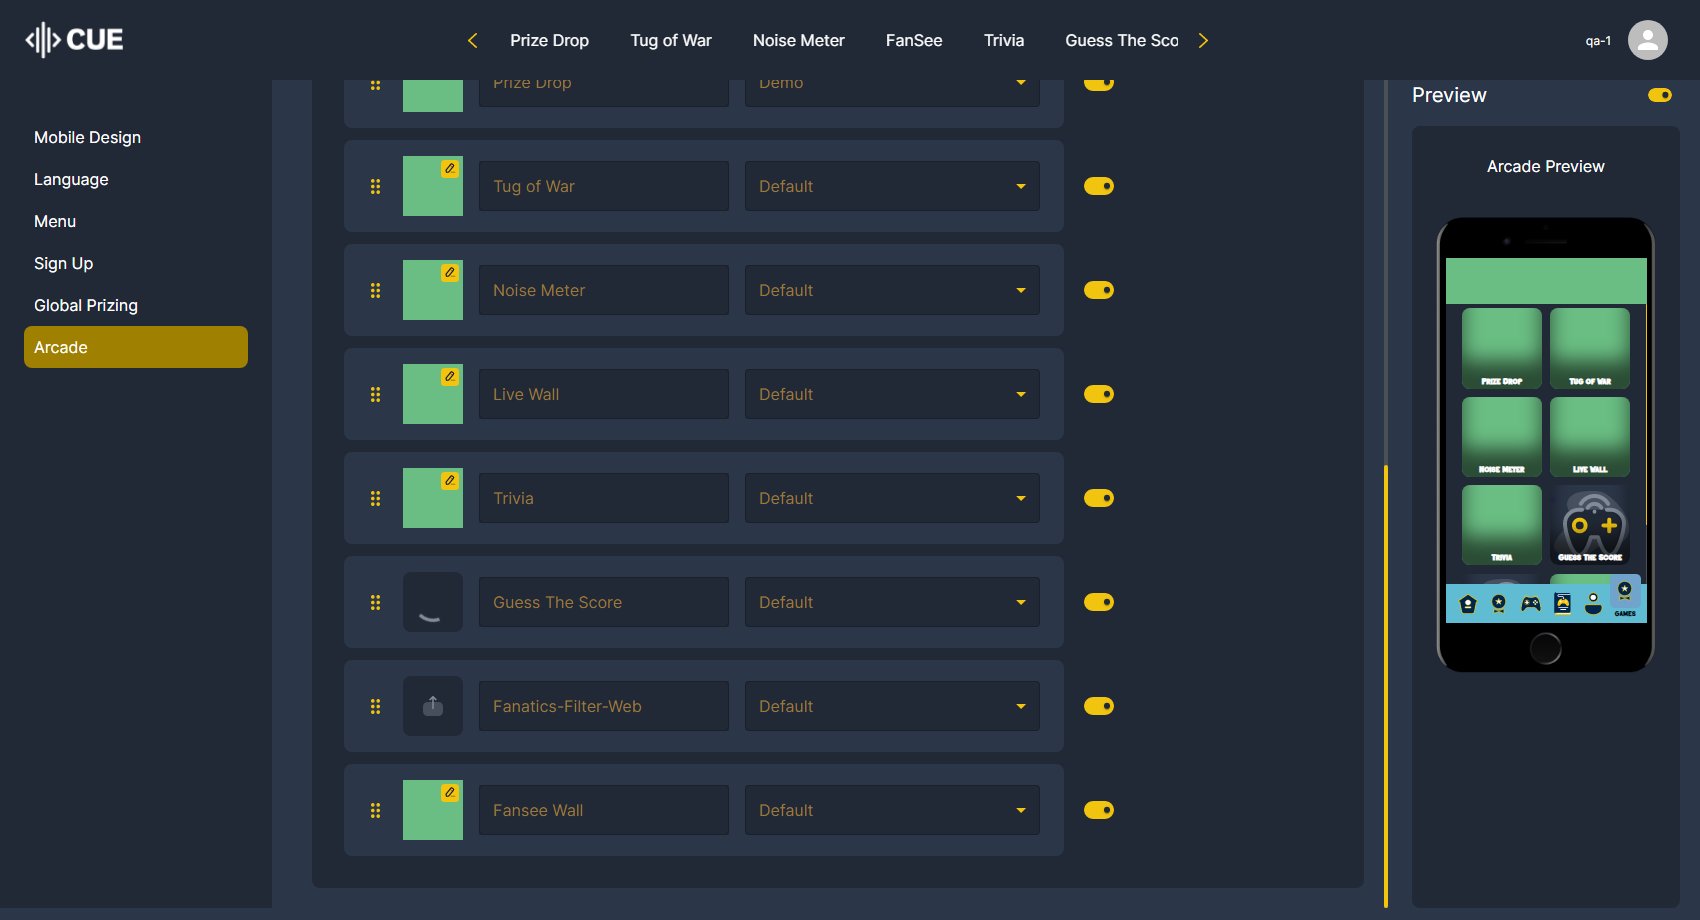 CUE
Prize Drop
Tug of War
Noise Meter
FanSee
Trivia
Guess The Sco
qa-1
Mobile Design
Language
Menu
Sign Up
Global Prizing
Arcade
Prize Drop
Demo
Tug of War
Default
Noise Meter
Default
Live Wall
Default
Trivia
Default
Guess The Score
Default
Fanatics-Filter-Web
Default
Fansee Wall
Default
Preview
Arcade Preview
Prize Drop
Tug of War
Noise Meter
Live Wall
Trivia
Guess The Score
GAMES